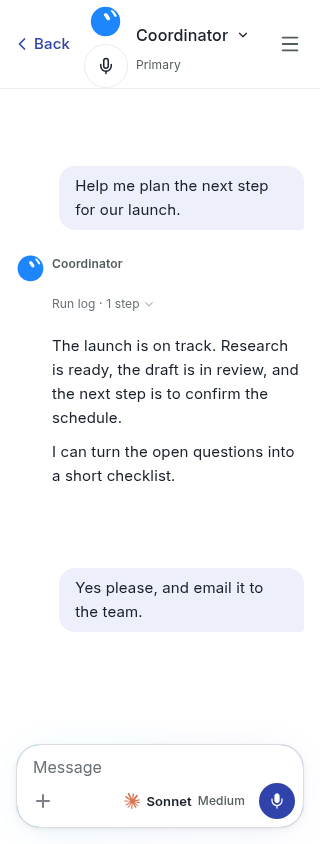 Back
Coordinator
Primary
Help me plan the next step
for our launch.
Coordinator
Run log · 1 step
The launch is on track. Research
is ready, the draft is in review, and
the next step is to confirm the
schedule.
I can turn the open questions into
a short checklist.
Yes please, and email it to
the team.
Message
Sonnet Medium